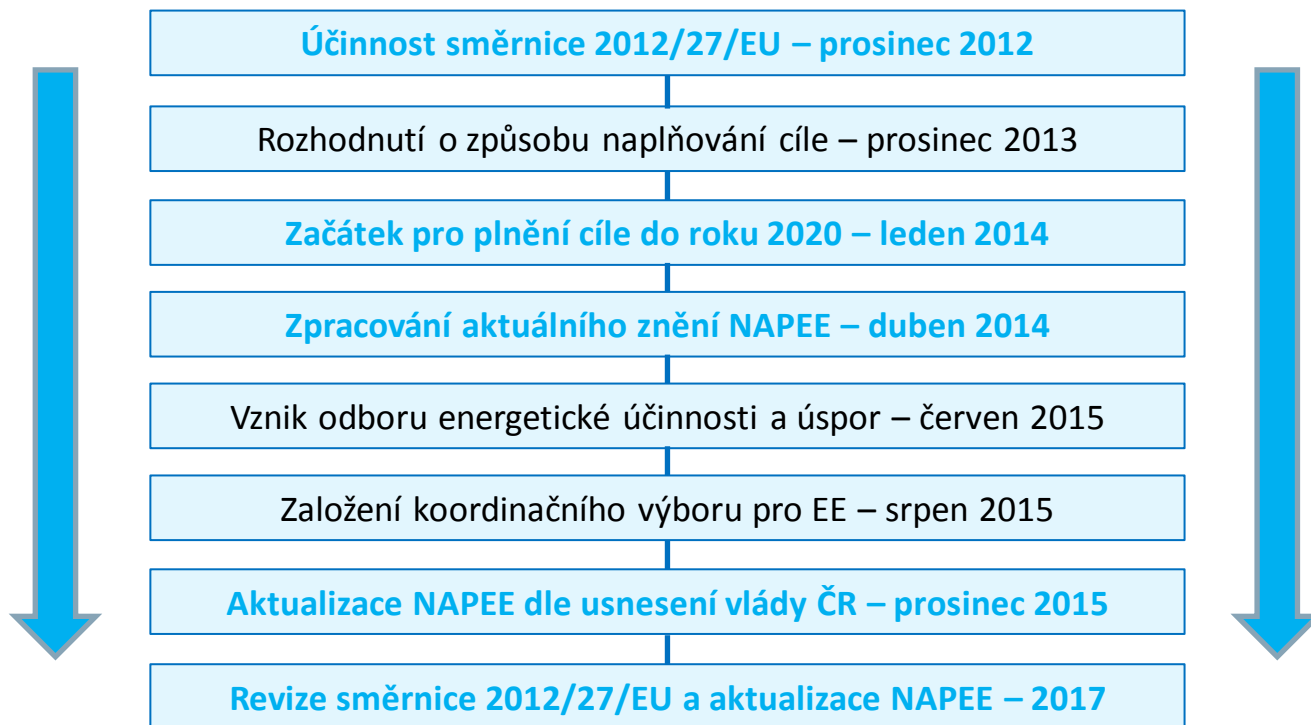 Účinnost směrnice 2012/27/EU – prosinec 2012
Rozhodnutí o způsobu naplňování cíle – prosinec 2013
Začátek pro plnění cíle do roku 2020 – leden 2014
Zpracování aktuálního znění NAPEE – duben 2014
Vznik odboru energetické účinnosti a úspor – červen 2015
Založení koordinačního výboru pro EE – srpen 2015
Aktualizace NAPEE dle usnesení vlády ČR – prosinec 2015
Revize směrnice 2012/27/EU a aktualizace NAPEE – 2017